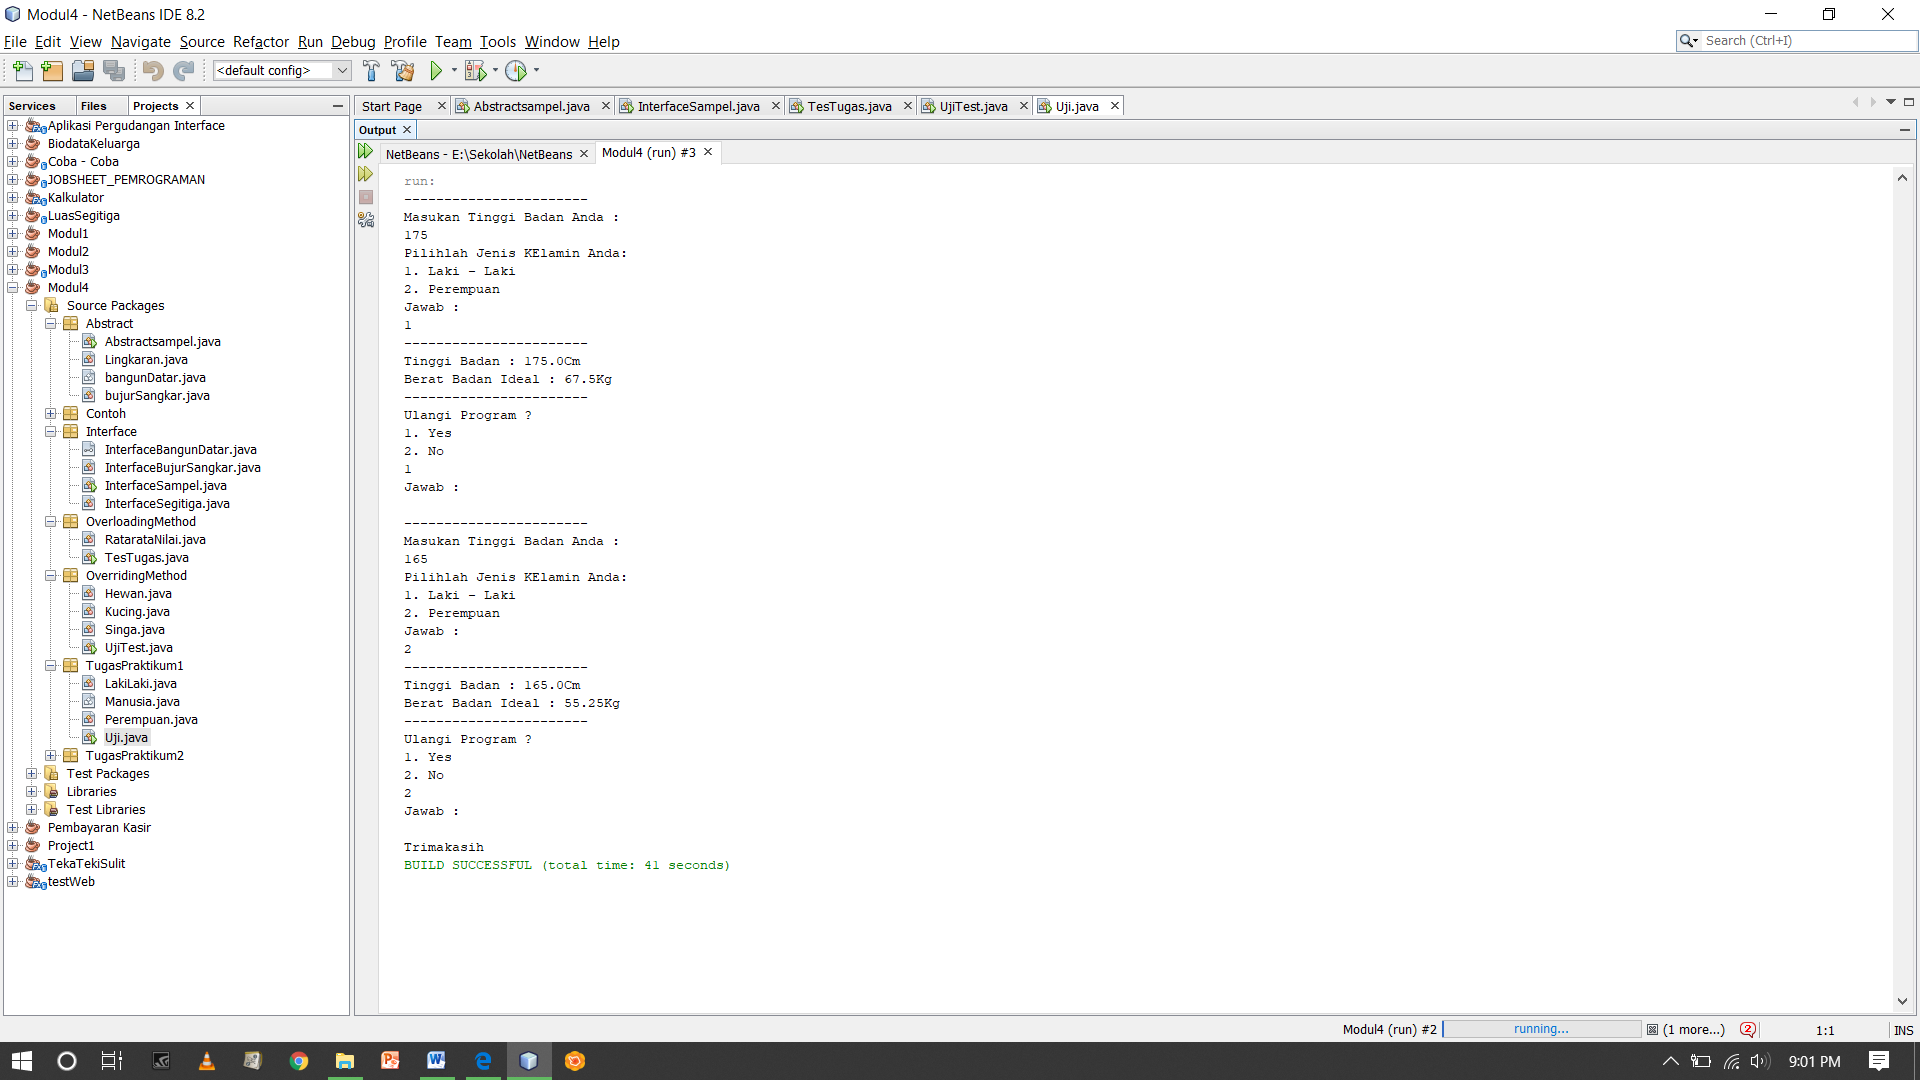 Modul4 - NetBeans IDE 8.2
File Edit View Navigate Source Refactor Run Debug Profile Team Tools Window Help
Search (Ctrl+I)
<default config>
Services Files Projects
Start Page Abstractsampel.java InterfaceSampel.java TesTugas.java UjiTest.java Uji.java
Aplikasi Pergudangan Interface
BiodataKeluarga
Coba - Coba
JOBSHEET_PEMROGRAMAN
Kalkulator
LuasSegitiga
Modul1
Modul2
Modul3
Modul4
Source Packages
Abstract
Abstractsampel.java
Lingkaran.java
bangunDatar.java
bujurSangkar.java
Contoh
Interface
InterfaceBangunDatar.java
InterfaceBujurSangkar.java
InterfaceSampel.java
InterfaceSegitiga.java
OverloadingMethod
RatarataNilai.java
TesTugas.java
OverridingMethod
Hewan.java
Kucing.java
Singa.java
UjiTest.java
TugasPraktikum1
LakiLaki.java
Manusia.java
Perempuan.java
Uji.java
TugasPraktikum2
Test Packages
Libraries
Test Libraries
Pembayaran Kasir
Project1
TekaTekiSulit
testWeb
Output
NetBeans - E:\Sekolah\NetBeans Modul4 (run) #3
run:
-----------------------
Masukan Tinggi Badan Anda :
175
Pilihlah Jenis KElamin Anda:
1. Laki - Laki
2. Perempuan
Jawab :
1
-----------------------
Tinggi Badan : 175.0Cm
Berat Badan Ideal : 67.5Kg
-----------------------
Ulangi Program ?
1. Yes
2. No
1
Jawab :
-----------------------
Masukan Tinggi Badan Anda :
165
Pilihlah Jenis KElamin Anda:
1. Laki - Laki
2. Perempuan
Jawab :
2
-----------------------
Tinggi Badan : 165.0Cm
Berat Badan Ideal : 55.25Kg
-----------------------
Ulangi Program ?
1. Yes
2. No
2
Jawab :
Trimakasih
BUILD SUCCESSFUL (total time: 41 seconds)
Modul4 (run) #2 running... (1 more...) 2 1:1 INS
9:01 PM